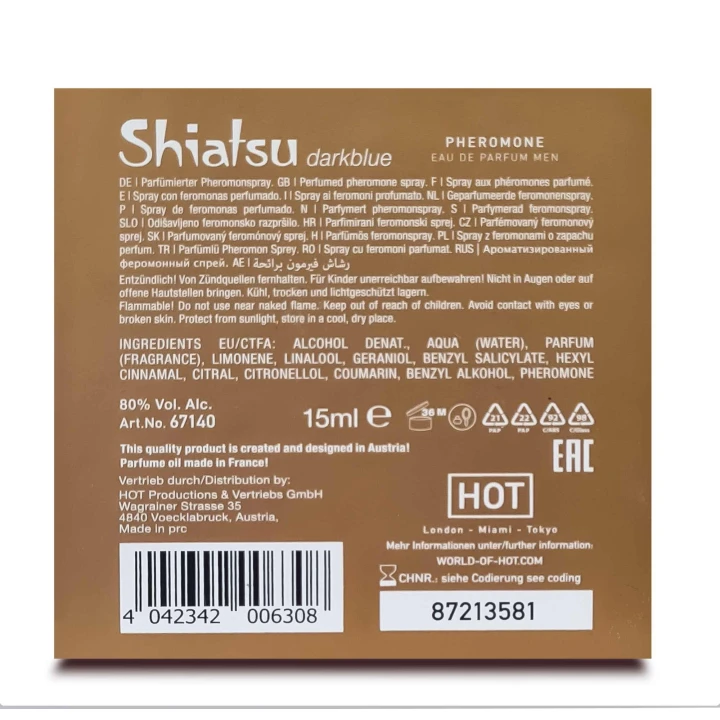 Shiatsu darkblue
PHEROMONE
EAU DE PARFUM MEN
DE | Parfümierter Pheromonspray. GB | Perfumed pheromone spray. F | Spray aux phéromones parfumé.
E | Spray con feromonas perfumado. I | Spray ai feromoni profumato. NL | Geparfumeerde feromonenspray.
P | Spray de feromonas perfumado. N | Parfymert pheromonspray. S | Parfymerad feromonspray.
SLO | Odišavljeno feromonsko razpršilo. HR | Parfimirani feromonski sprej. CZ | Parfémovaný feromonový
sprej. SK | Parfumovaný feromónový sprej. H | Parfümös feromonspray. PL | Spray z feromonami o zapachu
perfum. TR | Parfümlü Pheromon Sprey. RO | Spray cu feromoni parfumat. RUS | Ароматизированный
феромонный спрей. AE | رشاش فيرمون برائحة
Entzündlich! Von Zündquellen fernhalten. Für Kinder unerreichbar aufbewahren! Nicht in Augen oder auf
offene Hautstellen bringen. Kühl, trocken und lichtgeschützt lagern.
Flammable! Do not use near naked flame. Keep out of reach of children. Avoid contact with eyes or
broken skin. Protect from sunlight, store in a cool, dry place.
INGREDIENTS EU/CTFA: ALCOHOL DENAT., AQUA (WATER), PARFUM
(FRAGRANCE), LIMONENE, LINALOOL, GERANIOL, BENZYL SALICYLATE, HEXYL
CINNAMAL, CITRAL, CITRONELLOL, COUMARIN, BENZYL ALKOHOL, PHEROMONE
80% Vol. Alc.
Art.No. 67140
15ml e
36 M
21 PAP
22 PAP
92
98
This quality product is created and designed in Austria!
Parfume oil made in France!
EAC
Vertrieb durch/Distribution by:
HOT Productions & Vertriebs GmbH
Wagrainer Strasse 35
4840 Voecklabruck, Austria,
Made in prc
HOT
London - Miami - Tokyo
Mehr Informationen unter/further information:
WORLD-OF-HOT.COM
CHNR.: siehe Codierung see coding
4 042342 006308
87213581